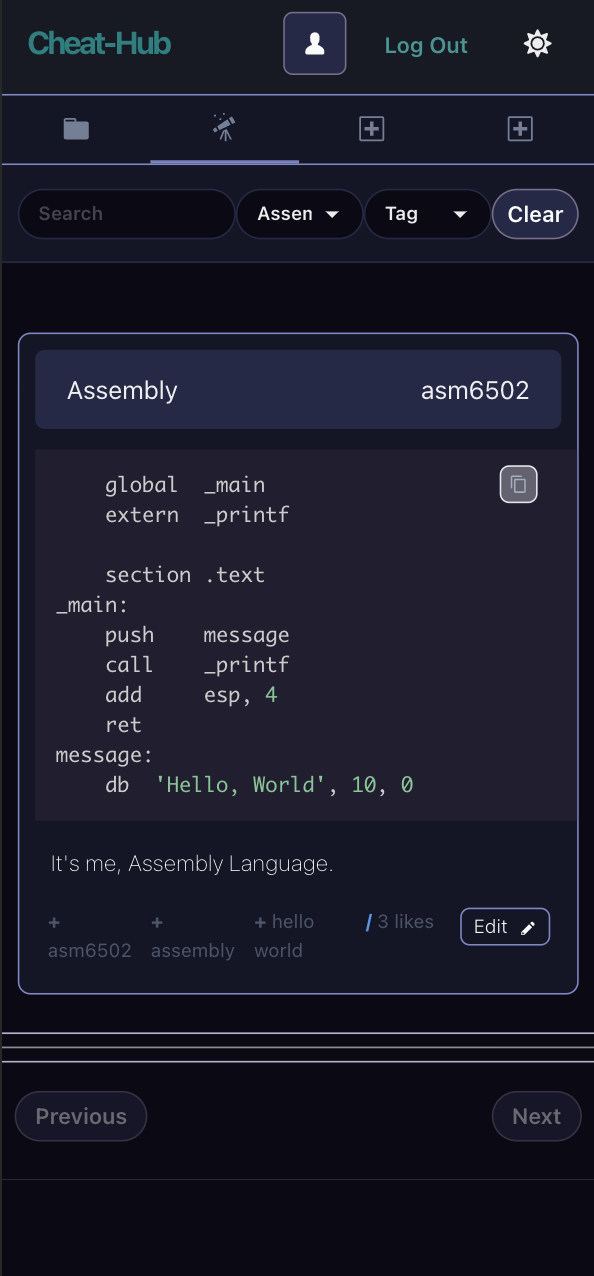 Cheat-Hub Log Out
Search Assen Tag Clear
Assembly asm6502
global _main
extern _printf
section .text
_main:
push message
call _printf
add esp, 4
ret
message:
db 'Hello, World', 10, 0
It's me, Assembly Language.
+ asm6502
+ assembly
+ hello world
/ 3 likes
Edit
Previous Next